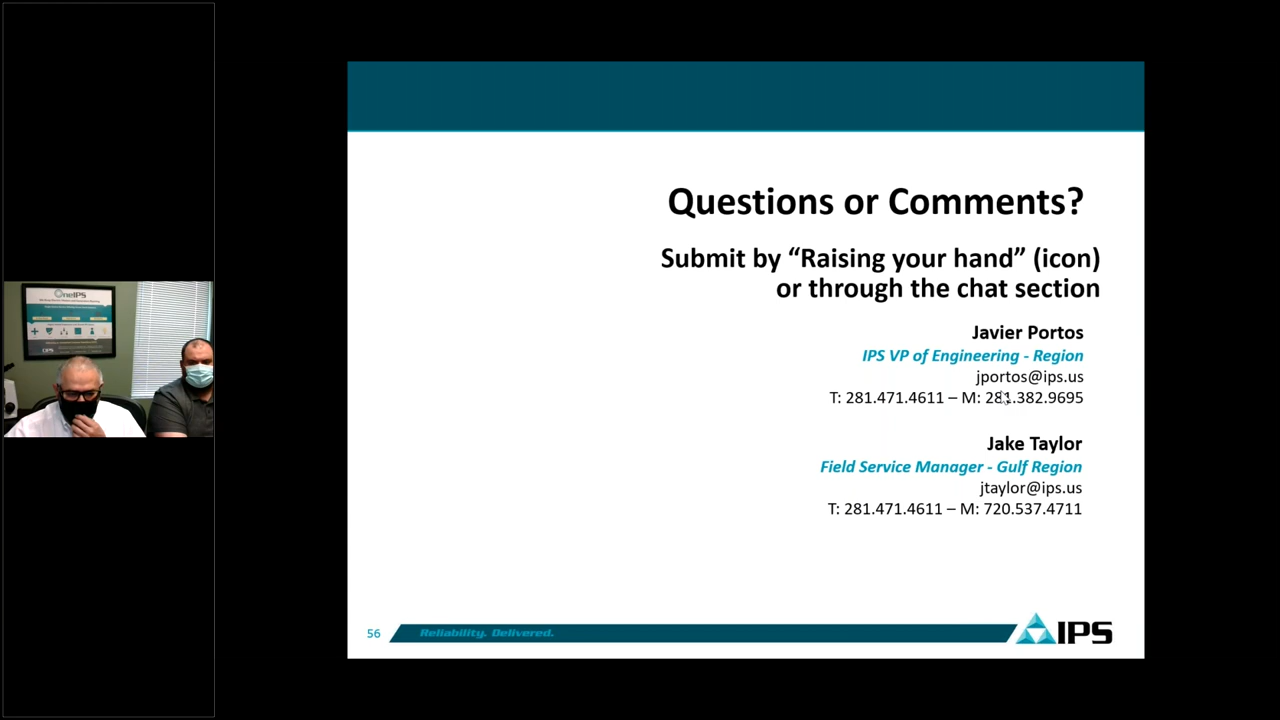 OneIPS
Questions or Comments?
Submit by “Raising your hand” (icon)
or through the chat section
Javier Portos
IPS VP of Engineering - Region
jportos@ips.us
T: 281.471.4611 – M: 281.382.9695
Jake Taylor
Field Service Manager - Gulf Region
jtaylor@ips.us
T: 281.471.4611 – M: 720.537.4711
56
Reliability. Delivered.
IPS